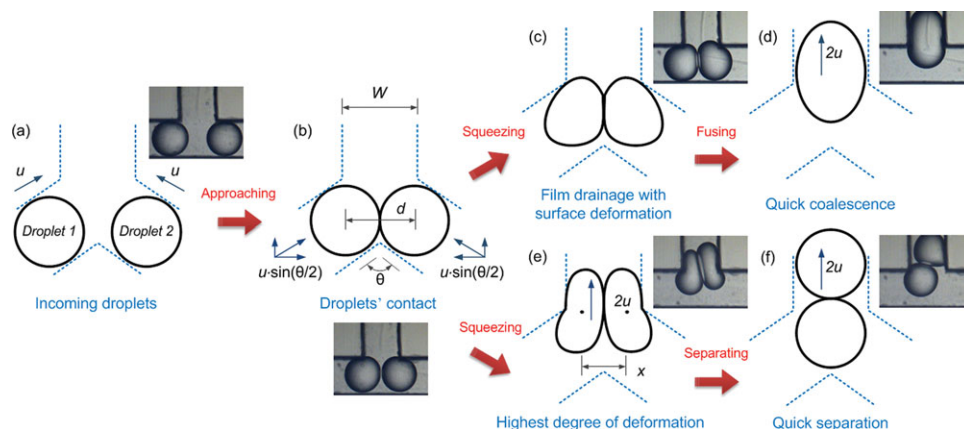 (a)
u
u
Droplet 1
Droplet 2
Incoming droplets
Approaching
(b)
W
d
u·sin(θ/2)
u·sin(θ/2)
θ
Droplets' contact
Squeezing
(c)
Film drainage with
surface deformation
Fusing
(d)
2u
Quick coalescence
Squeezing
(e)
2u
x
Highest degree of deformation
Separating
(f)
2u
Quick separation